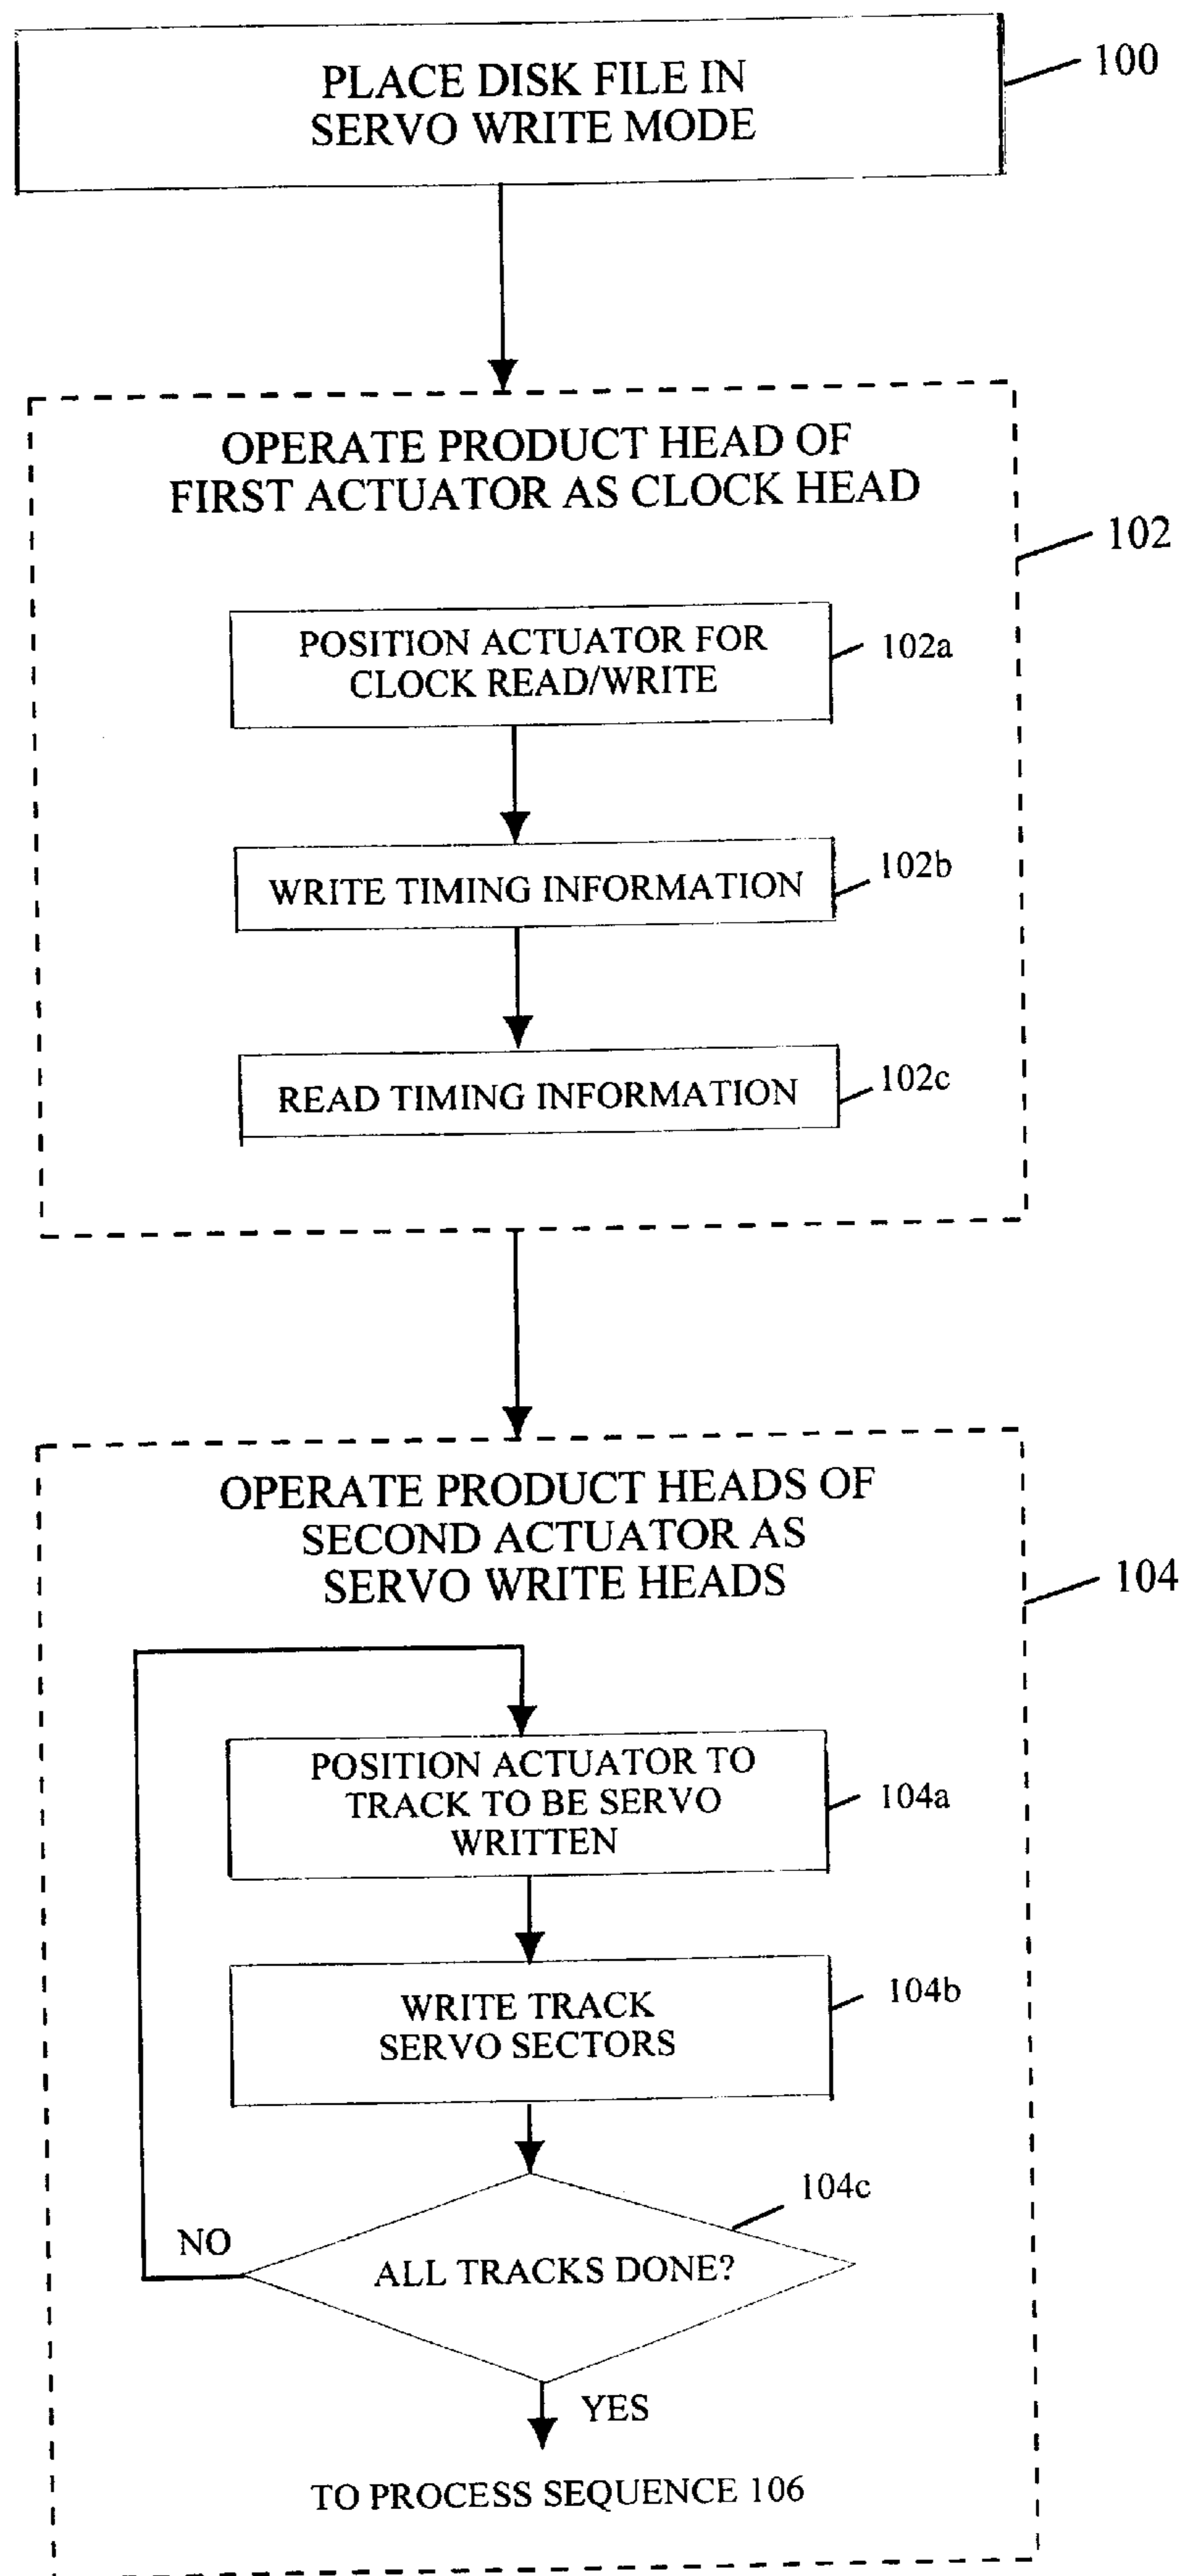 PLACE DISK FILE IN
SERVO WRITE MODE
100
OPERATE PRODUCT HEAD OF
FIRST ACTUATOR AS CLOCK HEAD
102
POSITION ACTUATOR FOR
CLOCK READ/WRITE
102a
WRITE TIMING INFORMATION
102b
READ TIMING INFORMATION
102c
OPERATE PRODUCT HEADS OF
SECOND ACTUATOR AS
SERVO WRITE HEADS
104
POSITION ACTUATOR TO
TRACK TO BE SERVO
WRITTEN
104a
WRITE TRACK
SERVO SECTORS
104b
104c
NO
ALL TRACKS DONE?
YES
TO PROCESS SEQUENCE 106